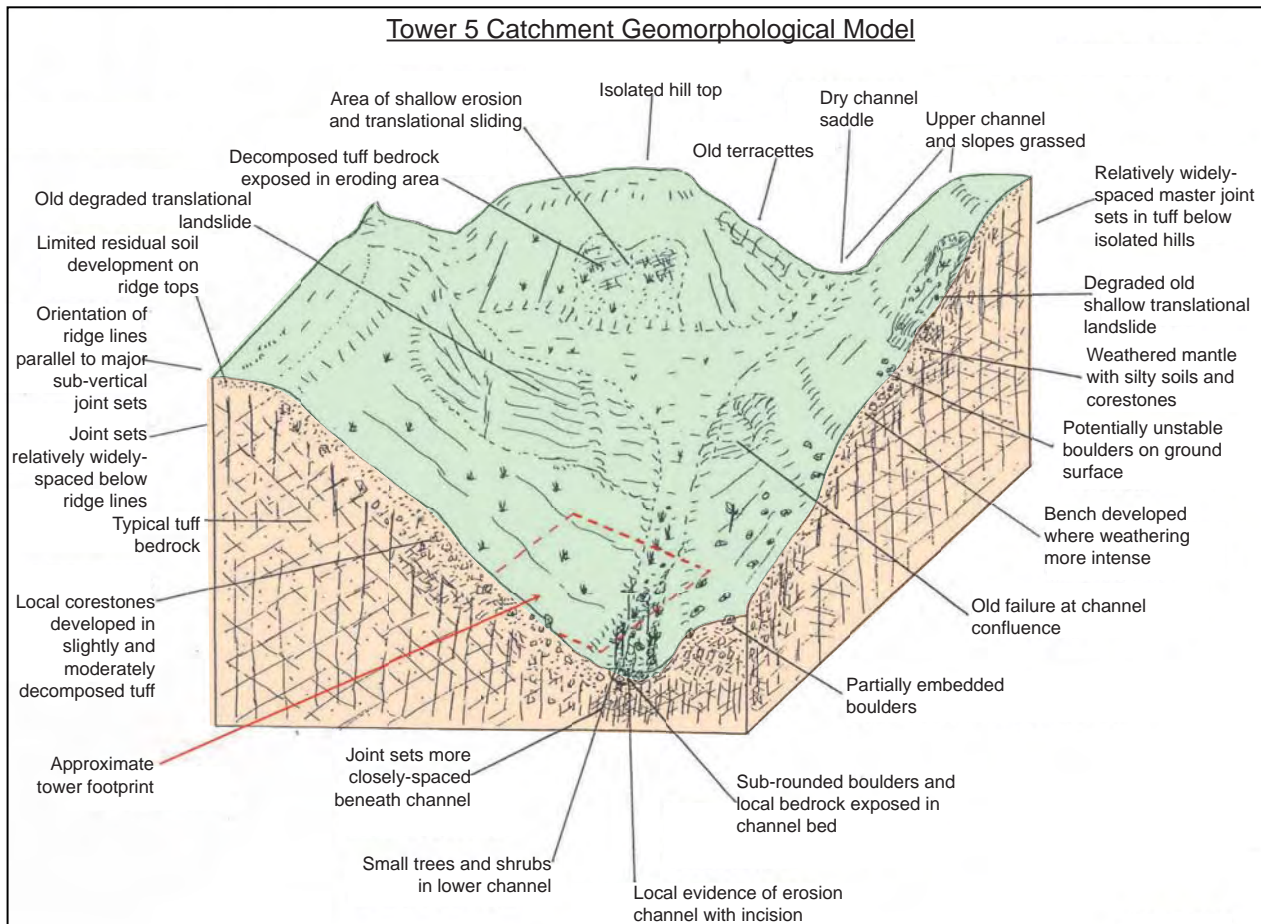 Tower 5 Catchment Geomorphological Model
Isolated hill top
Area of shallow erosion
and translational sliding
Dry channel
saddle
Upper channel
and slopes grassed
Decomposed tuff bedrock
exposed in eroding area
Old terracettes
Old degraded translational
landslide
Relatively widely-
spaced master joint
sets in tuff below
isolated hills
Limited residual soil
development on
ridge tops
Degraded old
shallow translational
landslide
Orientation of
ridge lines
parallel to major
sub-vertical
joint sets
Weathered mantle
with silty soils and
corestones
Joint sets
relatively widely-
spaced below
ridge lines
Potentially unstable
boulders on ground
surface
Typical tuff
bedrock
Bench developed
where weathering
more intense
Local corestones
developed in
slightly and
moderately
decomposed tuff
Old failure at channel
confluence
Partially embedded
boulders
Approximate
tower footprint
Joint sets more
closely-spaced
beneath channel
Sub-rounded boulders and
local bedrock exposed in
channel bed
Small trees and shrubs
in lower channel
Local evidence of erosion
channel with incision